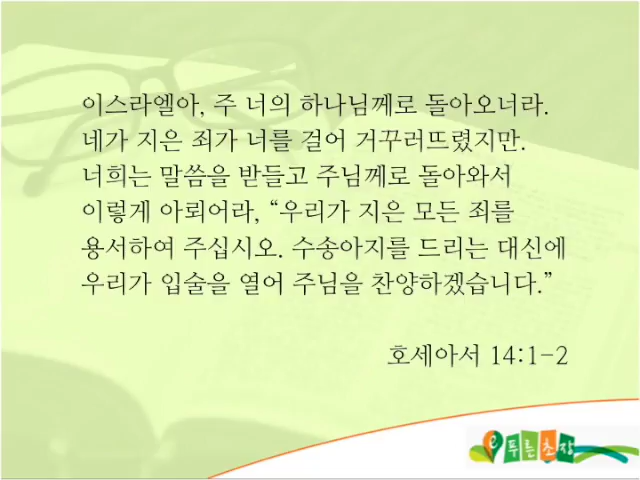 이스라엘아, 주 너의 하나님께로 돌아오너라.
네가 지은 죄가 너를 걸어 거꾸러뜨렸지만.
너희는 말씀을 받들고 주님께로 돌아와서
이렇게 아뢰어라, “우리가 지은 모든 죄를
용서하여 주십시오. 수송아지를 드리는 대신에
우리가 입술을 열어 주님을 찬양하겠습니다.”
호세아서 14:1-2
e푸른초장